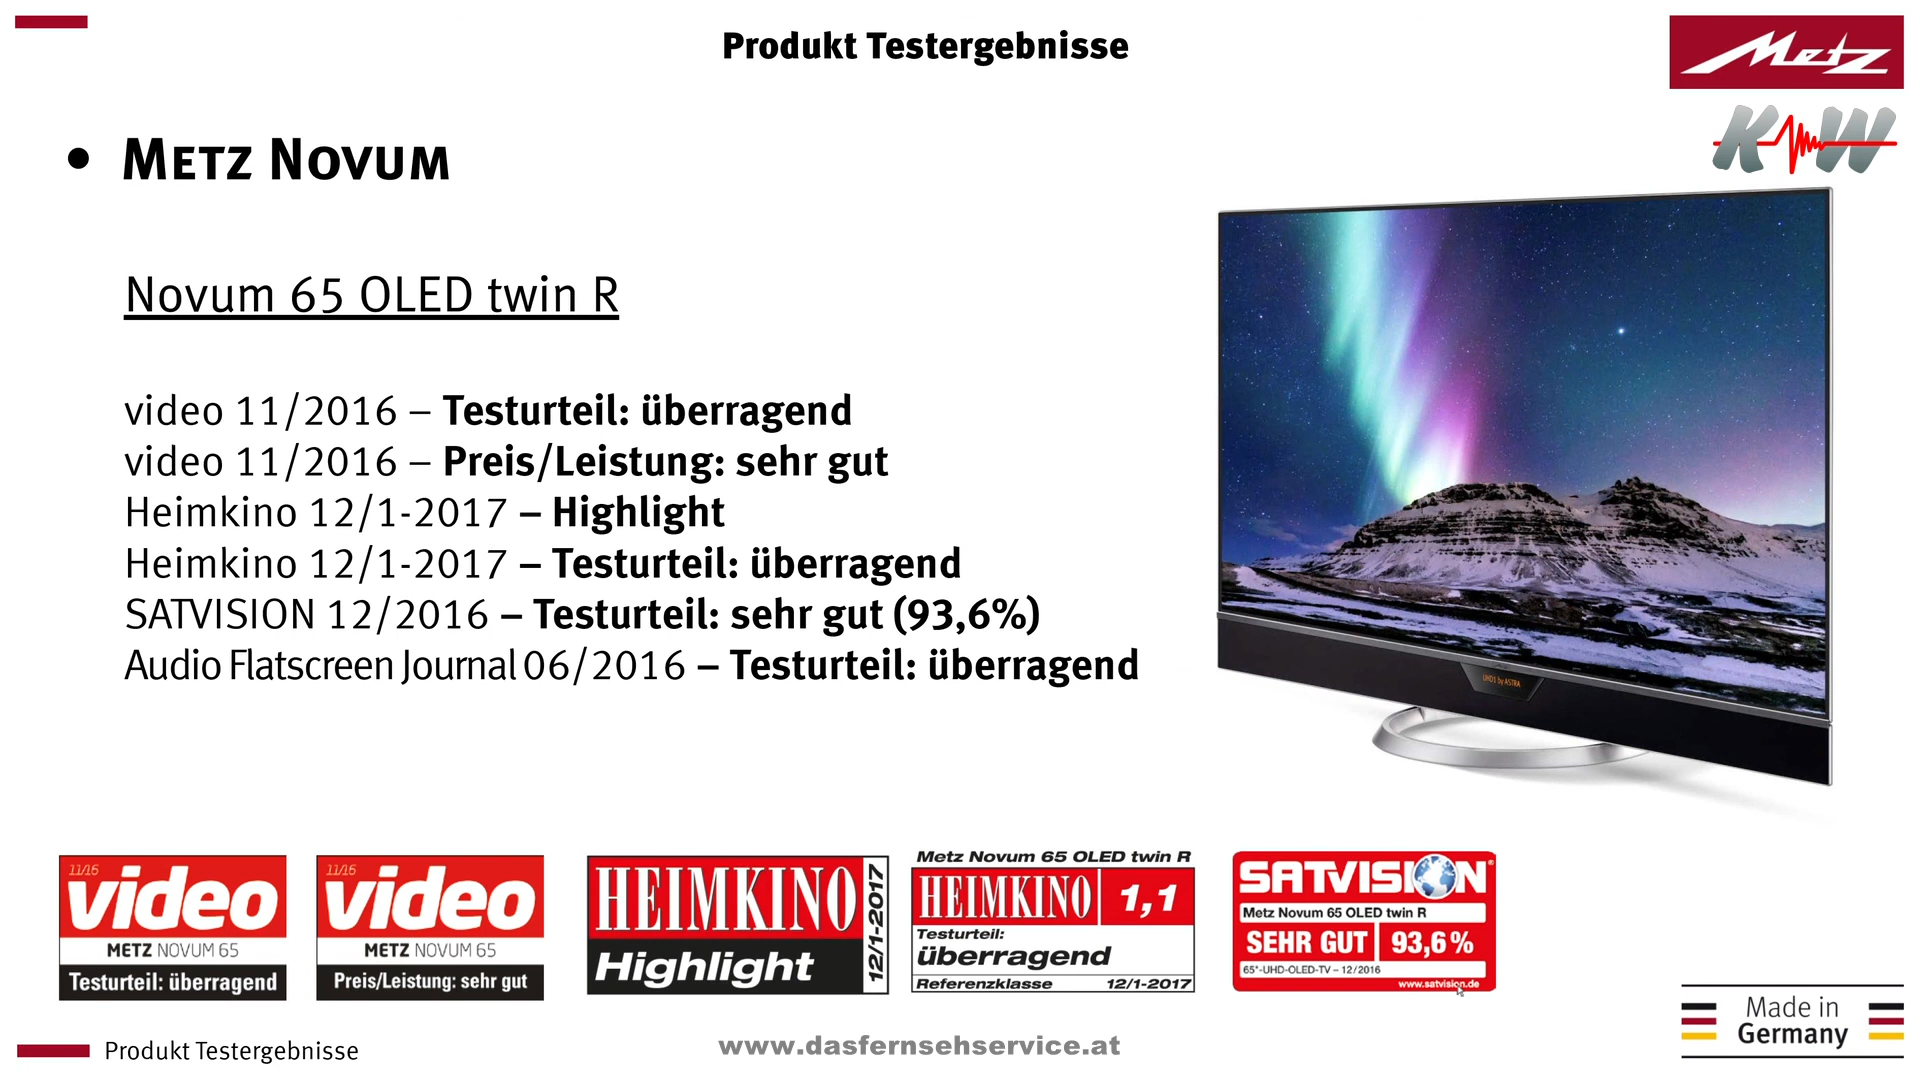 Produkt Testergebnisse
Metz
K W
• METZ NOVUM
Novum 65 OLED twin R
video 11/2016 – Testurteil: überragend
video 11/2016 – Preis/Leistung: sehr gut
Heimkino 12/1-2017 – Highlight
Heimkino 12/1-2017 – Testurteil: überragend
SATVISION 12/2016 – Testurteil: sehr gut (93,6%)
Audio Flatscreen Journal 06/2016 – Testurteil: überragend
UHD1 by ASTRA
11/16
video
METZ NOVUM 65
Testurteil: überragend
11/16
video
METZ NOVUM 65
Preis/Leistung: sehr gut
HEIMKINO
Highlight
12/1-2017
Metz Novum 65 OLED twin R
HEIMKINO 1,1
Testurteil:
überragend
Referenzklasse 12/1-2017
SATVISION®
Metz Novum 65 OLED twin R
SEHR GUT 93,6%
65"-UHD-OLED-TV – 12/2016
www.satvision.de
Made in
Germany
Produkt Testergebnisse
www.dasfernsehservice.at